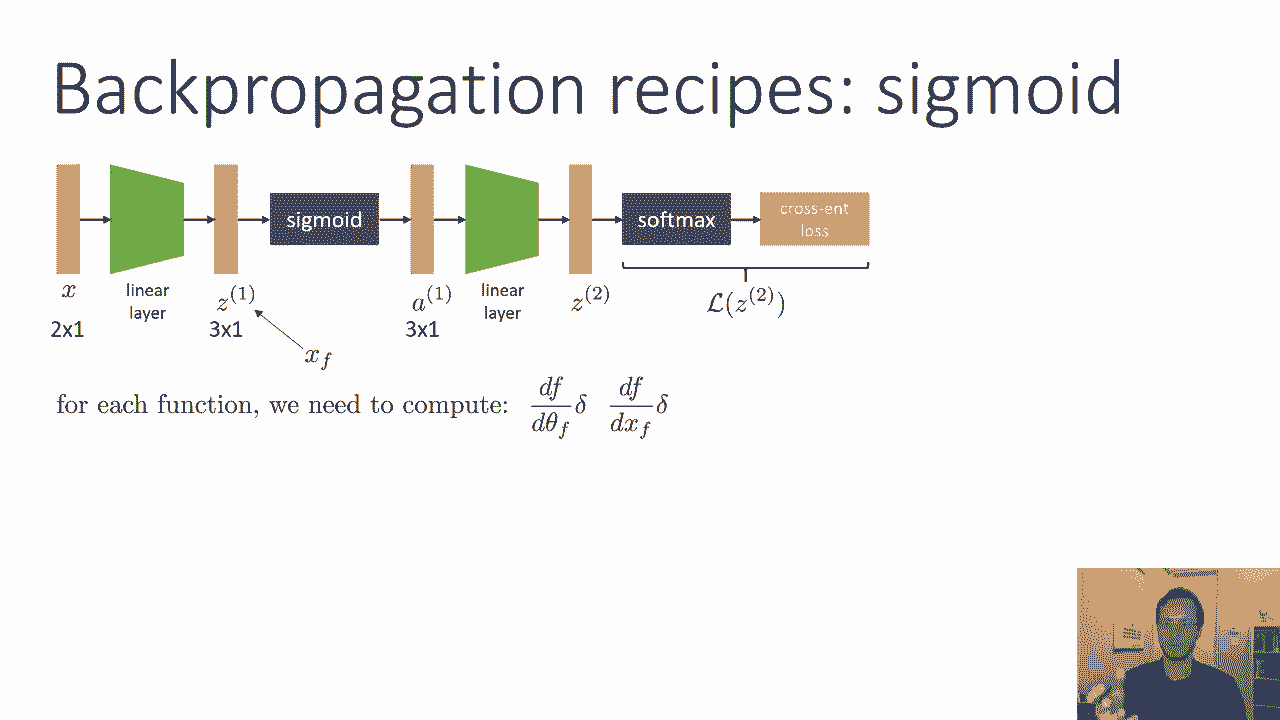 Backpropagation recipes: sigmoid
sigmoid
softmax
cross-ent
loss
x
linear
layer
z^{(1)}
a^{(1)}
linear
layer
z^{(2)}
\mathcal{L}(z^{(2)})
2x1
3x1
3x1
x_f
for each function, we need to compute: \frac{df}{d\theta_f}\delta \frac{df}{dx_f}\delta